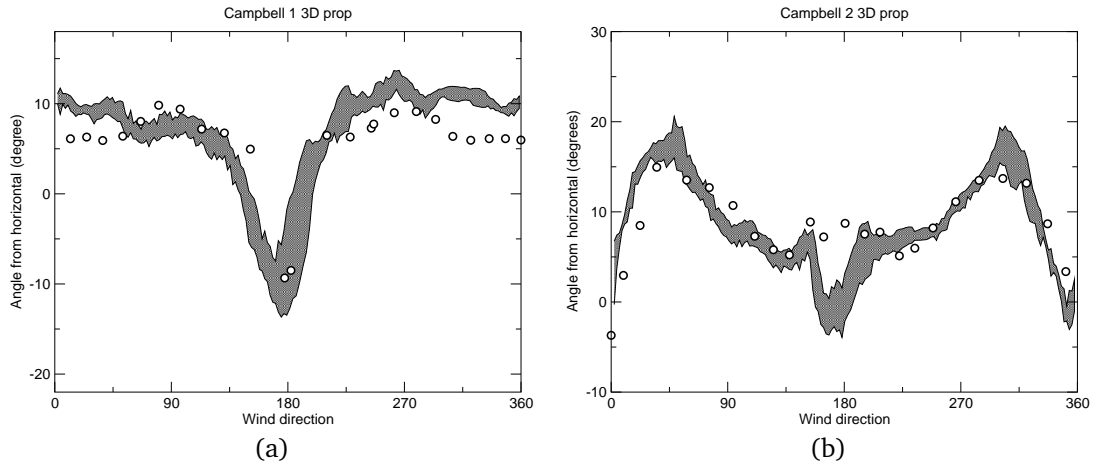 Campbell 1 3D prop
Angle from horizontal (degree)
10
0
-10
-20
0
90
180
270
360
Wind direction
(a)
Campbell 2 3D prop
Angle from horizontal (degrees)
30
20
10
0
-10
0
90
180
270
360
Wind direction
(b)